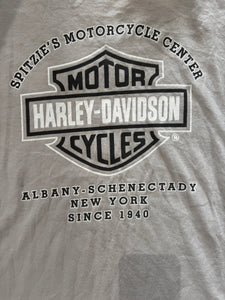 SPITZIE'S MOTORCYCLE CENTER
MOTOR
HARLEY-DAVIDSON
CYCLES
®
ALBANY-SCHENECTADY
NEW YORK
SINCE 1940